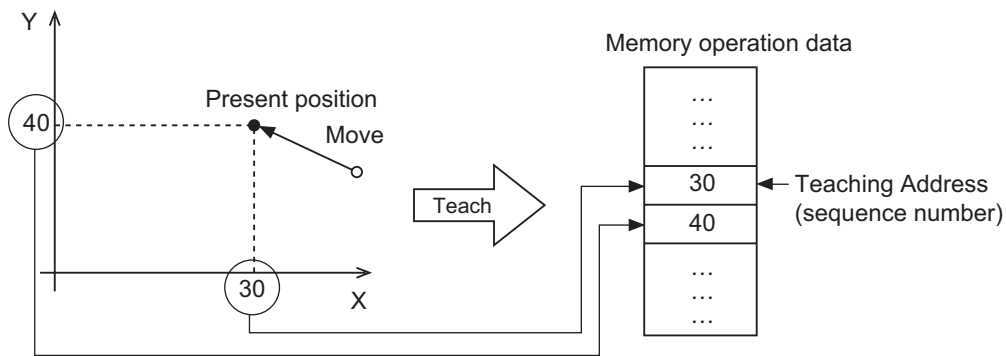 Y
Memory operation data
Present position
40
Move
...
...
...
30
Teaching Address
(sequence number)
Teach
40
30
X
...
...
...